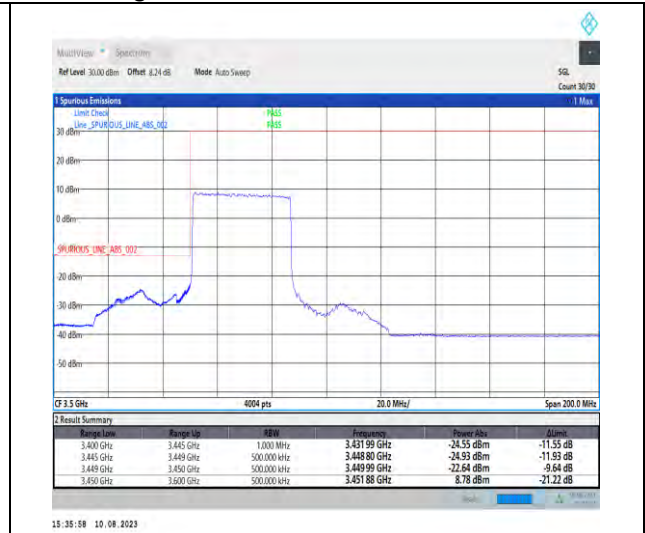 MultiView Spectrum
Ref Level 30.00 dBm Offset 8.24 dB Mode Auto Sweep SGL
Count 30/30
1 Spurious Emissions 1 Max
Limit Check PASS
Line _SPURIOUS_LINE_ABS_002 PASS
30 dBm
20 dBm
10 dBm
0 dBm
_SPURIOUS_LINE_ABS_002
-20 dBm
-30 dBm
-40 dBm
-50 dBm
CF 3.5 GHz 4004 pts 20.0 MHz/ Span 200.0 MHz
2 Result Summary
Range Low Range Up RBW Frequency Power Abs ΔLimit
3.400 GHz 3.445 GHz 1.000 MHz 3.431 99 GHz -24.55 dBm -11.55 dB
3.445 GHz 3.449 GHz 500.000 kHz 3.448 80 GHz -24.93 dBm -11.93 dB
3.449 GHz 3.450 GHz 500.000 kHz 3.449 99 GHz -22.64 dBm -9.64 dB
3.450 GHz 3.600 GHz 500.000 kHz 3.451 88 GHz 8.78 dBm -21.22 dB
15:35:58 10.08.2023